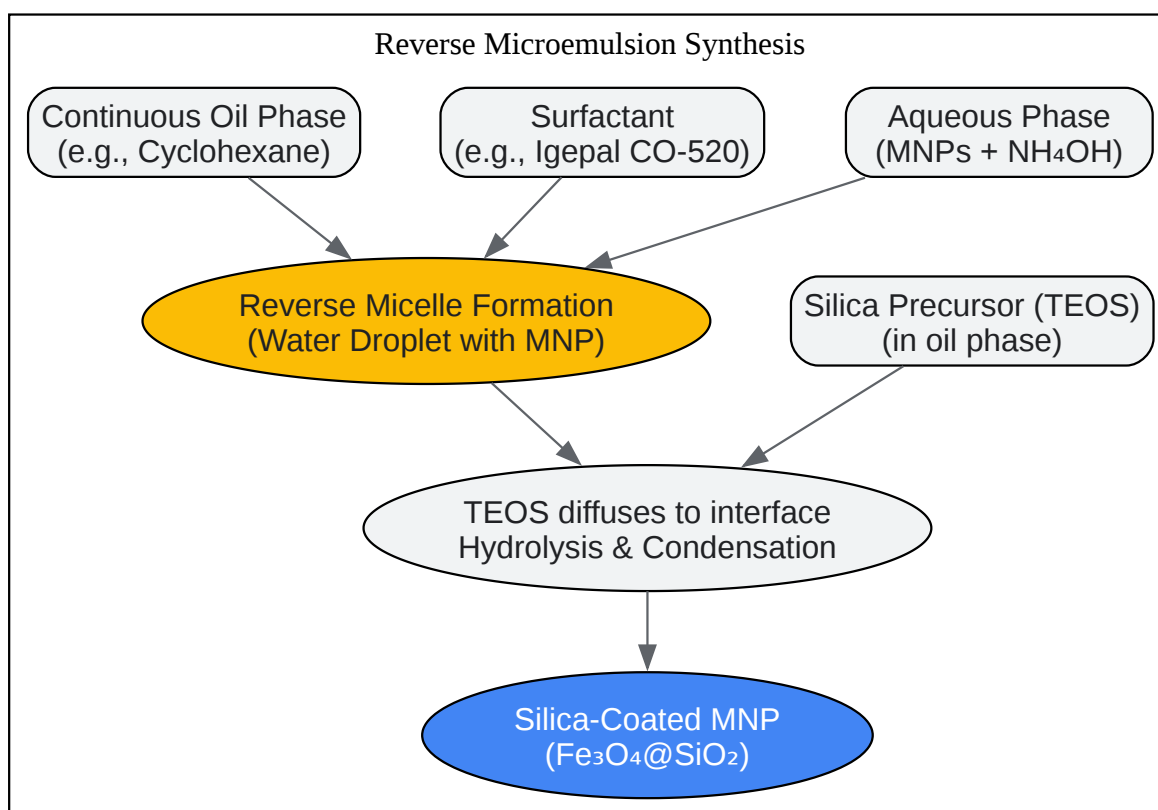 Reverse Microemulsion Synthesis
Continuous Oil Phase
(e.g., Cyclohexane)
Surfactant
(e.g., Igepal CO-520)
Aqueous Phase
(MNPs + NH₄OH)
Reverse Micelle Formation
(Water Droplet with MNP)
Silica Precursor (TEOS)
(in oil phase)
TEOS diffuses to interface
Hydrolysis & Condensation
Silica-Coated MNP
(Fe₃O₄@SiO₂)